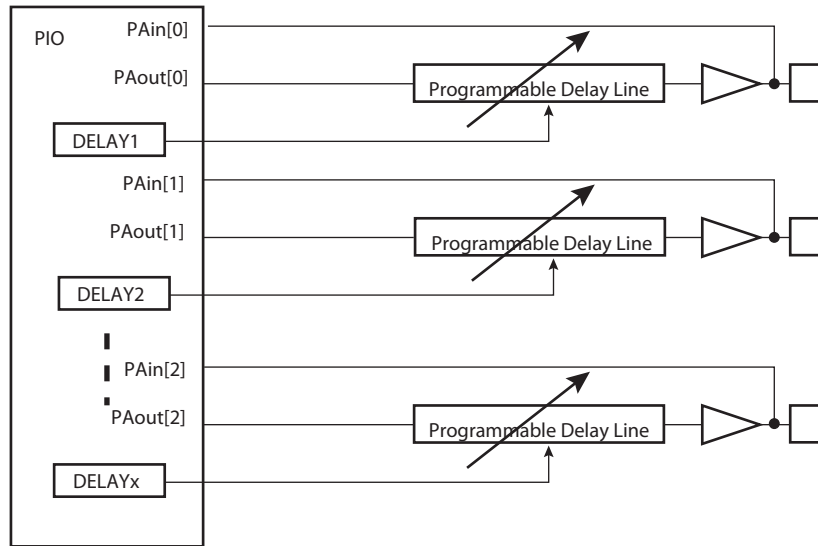 PIO
PAin[0]
PAout[0]
Programmable Delay Line
DELAY1
PAin[1]
PAout[1]
Programmable Delay Line
DELAY2
PAin[2]
PAout[2]
Programmable Delay Line
DELAYx